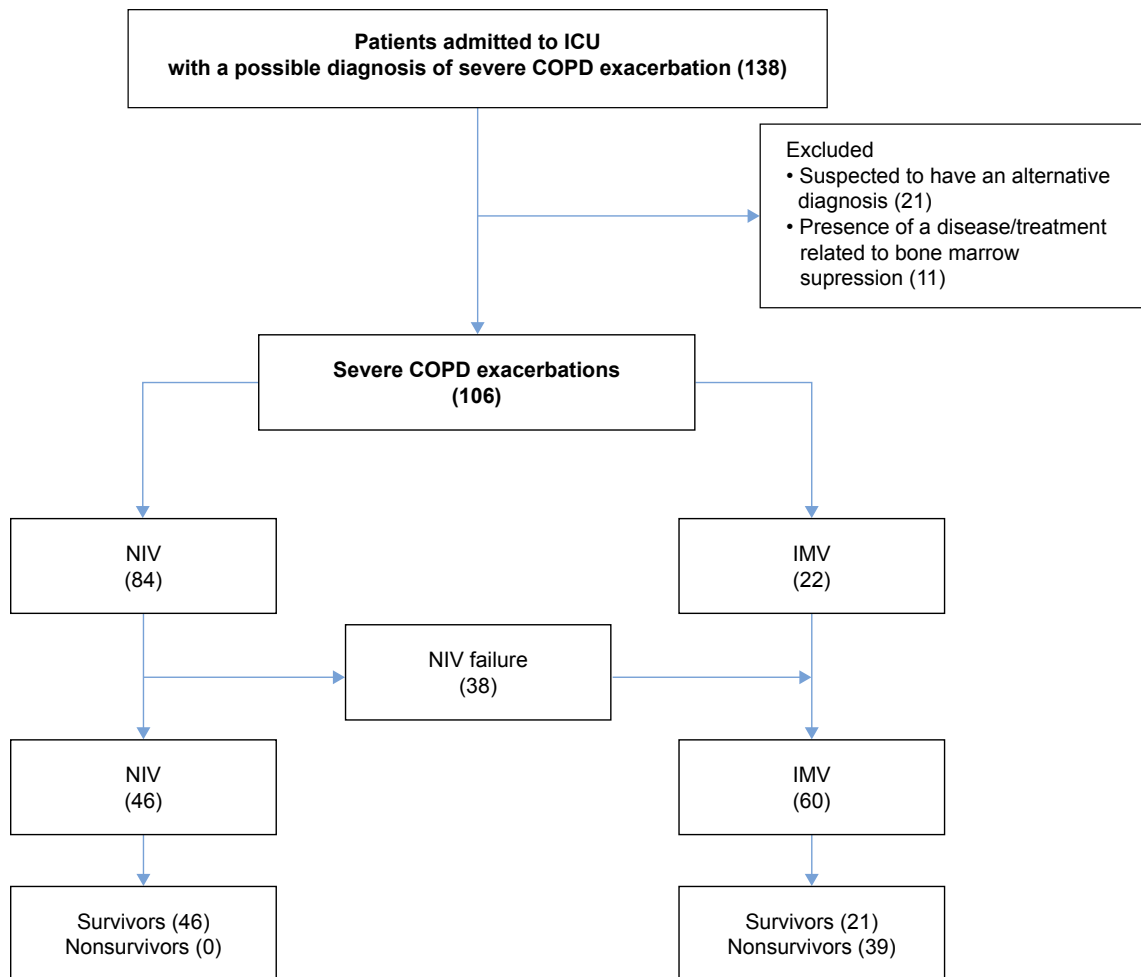 Patients admitted to ICU
with a possible diagnosis of severe COPD exacerbation (138)
Excluded
• Suspected to have an alternative
diagnosis (21)
• Presence of a disease/treatment
related to bone marrow
supression (11)
Severe COPD exacerbations
(106)
NIV
(84)
IMV
(22)
NIV failure
(38)
NIV
(46)
IMV
(60)
Survivors (46)
Nonsurvivors (0)
Survivors (21)
Nonsurvivors (39)